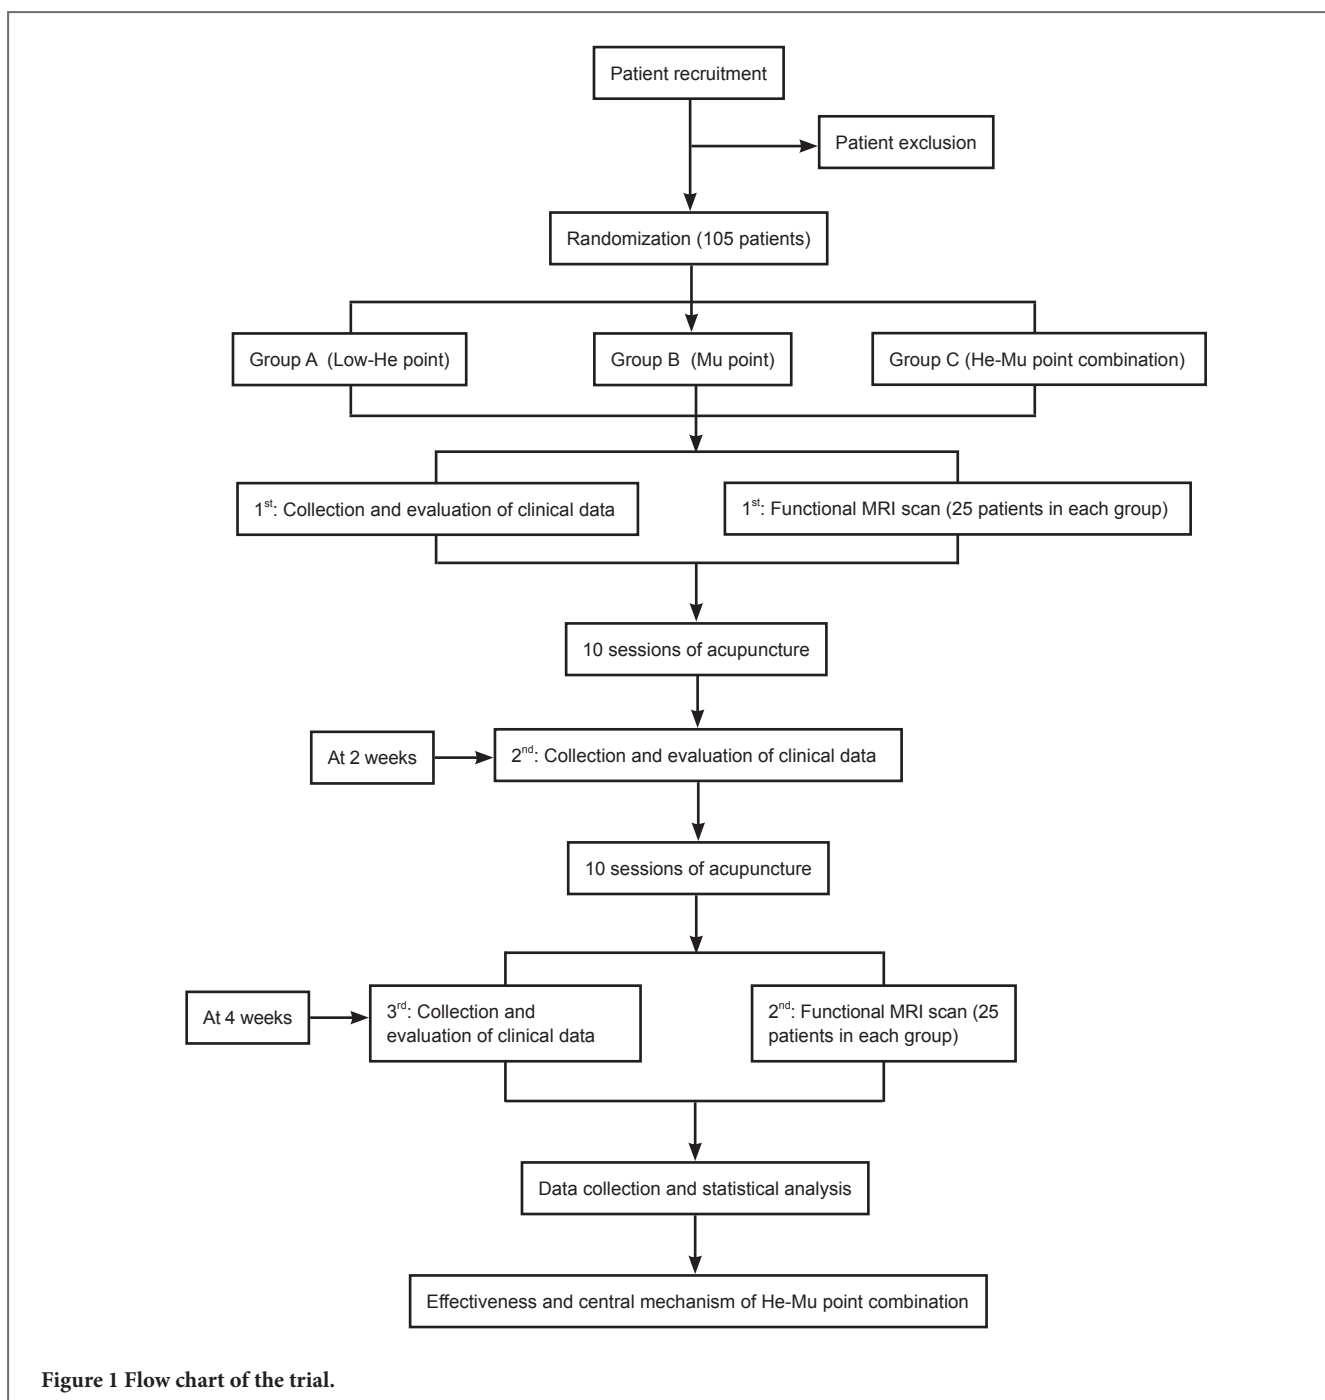 Patient recruitment
Patient exclusion
Randomization (105 patients)
Group A (Low-He point)
Group B (Mu point)
Group C (He-Mu point combination)
1st: Collection and evaluation of clinical data
1st: Functional MRI scan (25 patients in each group)
10 sessions of acupuncture
At 2 weeks
2nd: Collection and evaluation of clinical data
10 sessions of acupuncture
At 4 weeks
3rd: Collection and
evaluation of clinical data
2nd: Functional MRI scan (25
patients in each group)
Data collection and statistical analysis
Effectiveness and central mechanism of He-Mu point combination
Figure 1 Flow chart of the trial.